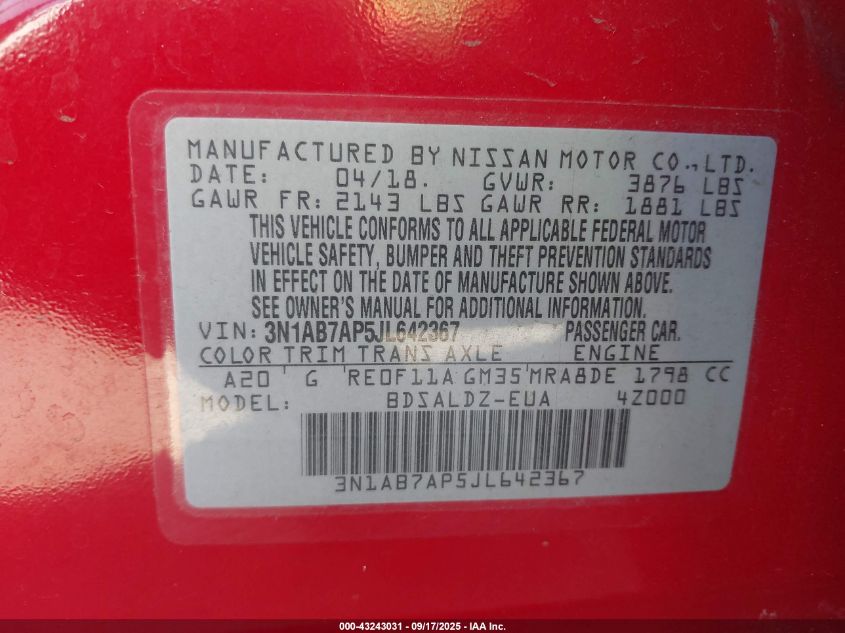 MANUFACTURED BY NISSAN MOTOR CO., LTD.
DATE: 04/18. GVWR: 3876 LBS
GAWR FR: 2143 LBS GAWR RR: 1881 LBS
THIS VEHICLE CONFORMS TO ALL APPLICABLE FEDERAL MOTOR
VEHICLE SAFETY, BUMPER AND THEFT PREVENTION STANDARDS
IN EFFECT ON THE DATE OF MANUFACTURE SHOWN ABOVE.
SEE OWNER'S MANUAL FOR ADDITIONAL INFORMATION.
VIN: 3N1AB7AP5JL642367 PASSENGER CAR.
COLOR TRIM TRANS AXLE ENGINE
A20 G RE0F11A GM35 MRA8DE 1798 CC
MODEL: BDSALDZ-EUA 4Z000
3N1AB7AP5JL642367
000-43243031 - 09/17/2025 - IAA Inc.